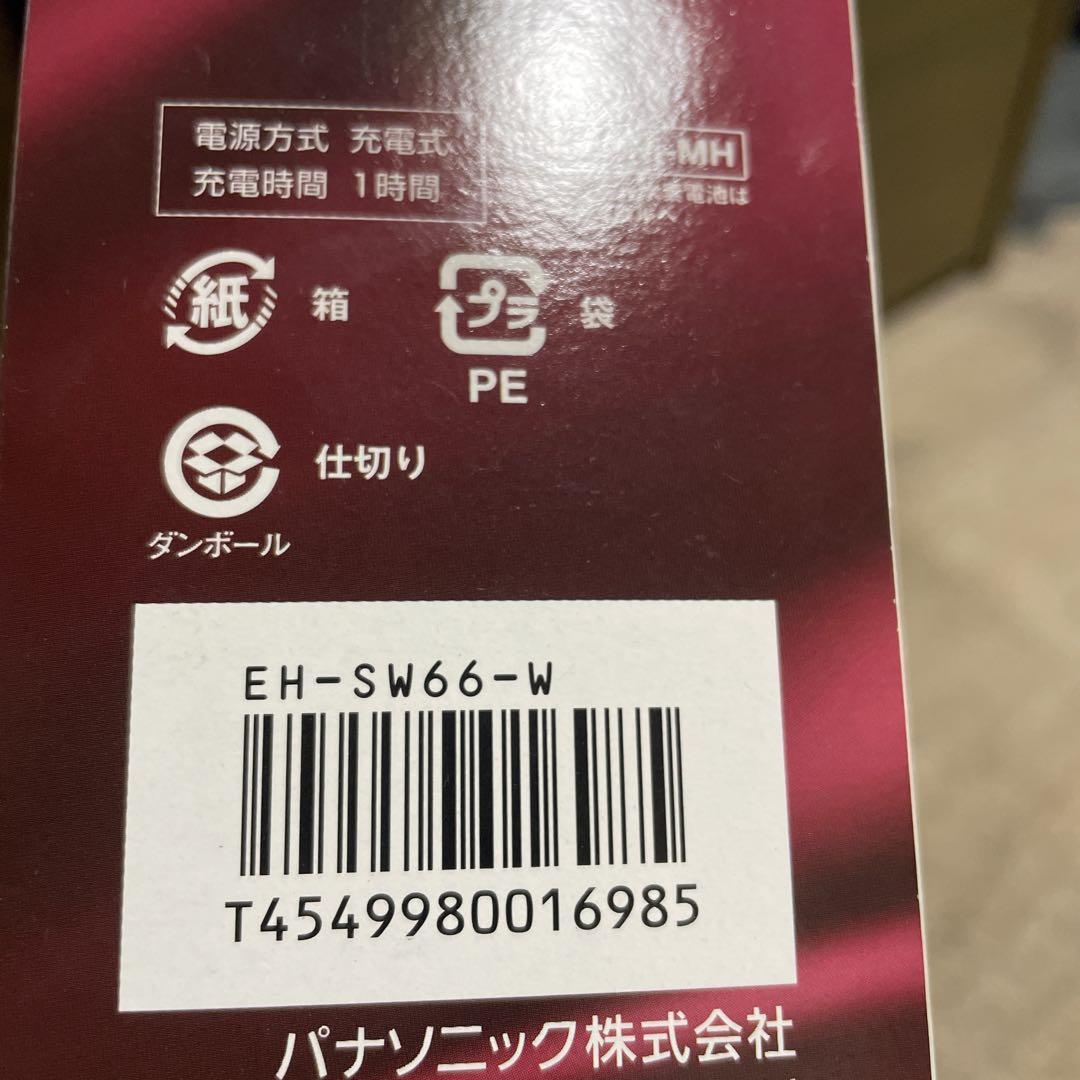 電源方式 充電式
充電時間 1時間
-MH
電池は
紙 箱
プラ 袋
PE
仕切り
ダンボール
EH-SW66-W
T4549980016985
パナソニック株式会社